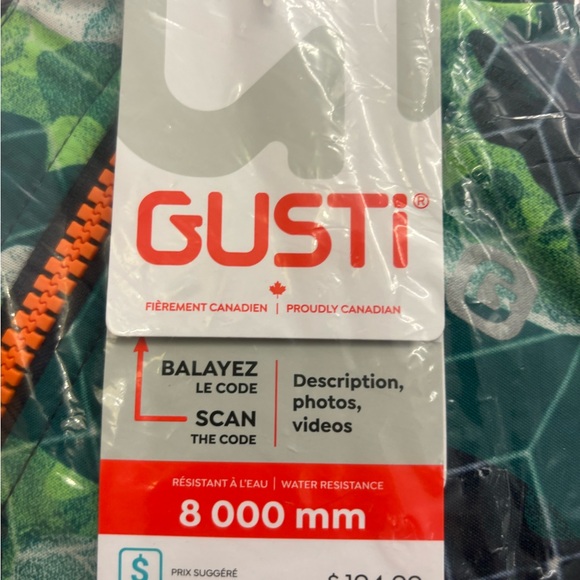 GUSTi®
FIÈREMENT CANADIEN | PROUDLY CANADIAN
BALAYEZ
LE CODE
SCAN
THE CODE
Description,
photos,
videos
RÉSISTANT À L'EAU | WATER RESISTANCE
8 000 mm
$
PRIX SUGGÉRÉ